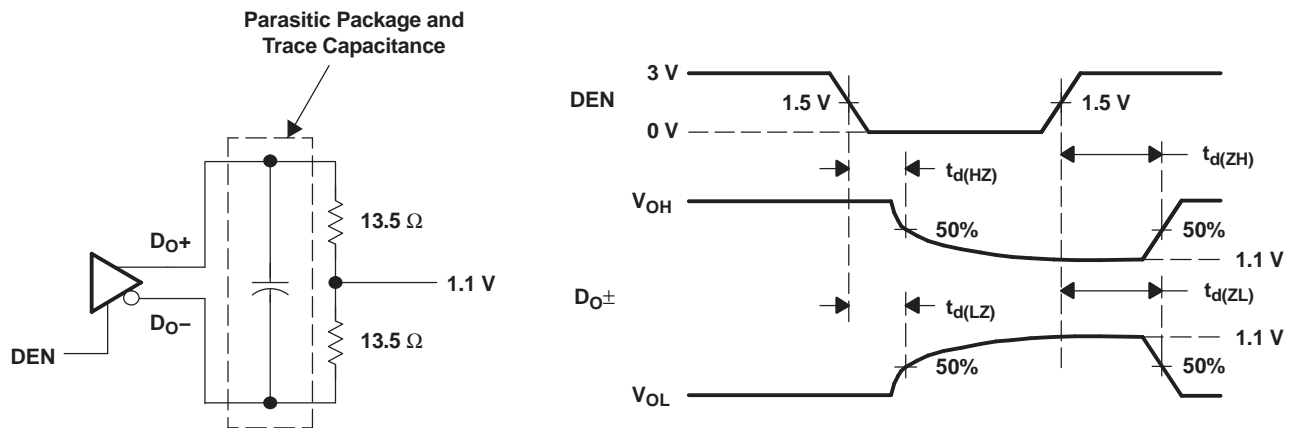 Parasitic Package and
Trace Capacitance
D_O+
D_O−
DEN
13.5 Ω
1.1 V
13.5 Ω
DEN
3 V
1.5 V
1.5 V
0 V
t_d(HZ)
t_d(ZH)
V_OH
50%
50%
1.1 V
D_O±
t_d(LZ)
t_d(ZL)
1.1 V
50%
50%
V_OL